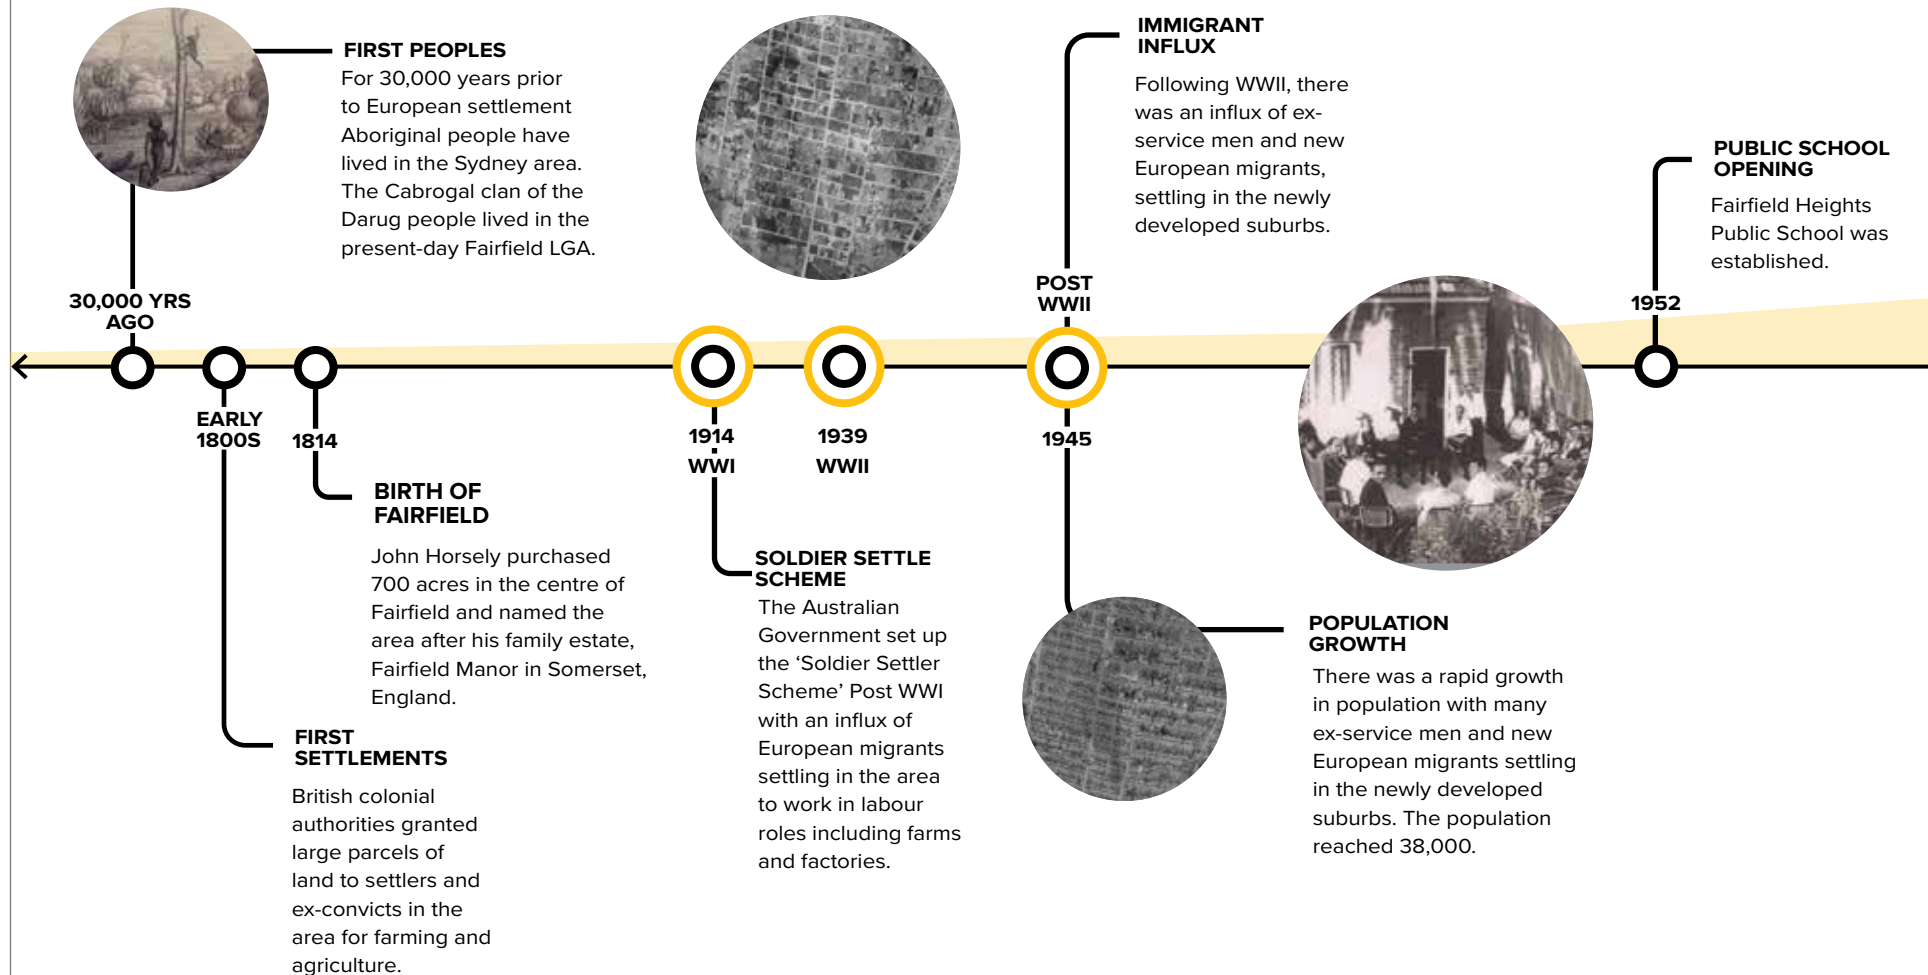 FIRST PEOPLES
For 30,000 years prior
to European settlement
Aboriginal people have
lived in the Sydney area.
The Cabrogal clan of the
Darug people lived in the
present-day Fairfield LGA.
30,000 YRS
AGO
EARLY
1800S
FIRST
SETTLEMENTS
British colonial
authorities granted
large parcels of
land to settlers and
ex-convicts in the
area for farming and
agriculture.
1814
BIRTH OF
FAIRFIELD
John Horsely purchased
700 acres in the centre of
Fairfield and named the
area after his family estate,
Fairfield Manor in Somerset,
England.
1914
WWI
SOLDIER SETTLE
SCHEME
The Australian
Government set up
the ‘Soldier Settler
Scheme’ Post WWI
with an influx of
European migrants
settling in the area
to work in labour
roles including farms
and factories.
1939
WWII
IMMIGRANT
INFLUX
Following WWII, there
was an influx of ex-
service men and new
European migrants,
settling in the newly
developed suburbs.
POST
WWII
1945
POPULATION
GROWTH
There was a rapid growth
in population with many
ex-service men and new
European migrants settling
in the newly developed
suburbs. The population
reached 38,000.
PUBLIC SCHOOL
OPENING
Fairfield Heights
Public School was
established.
1952